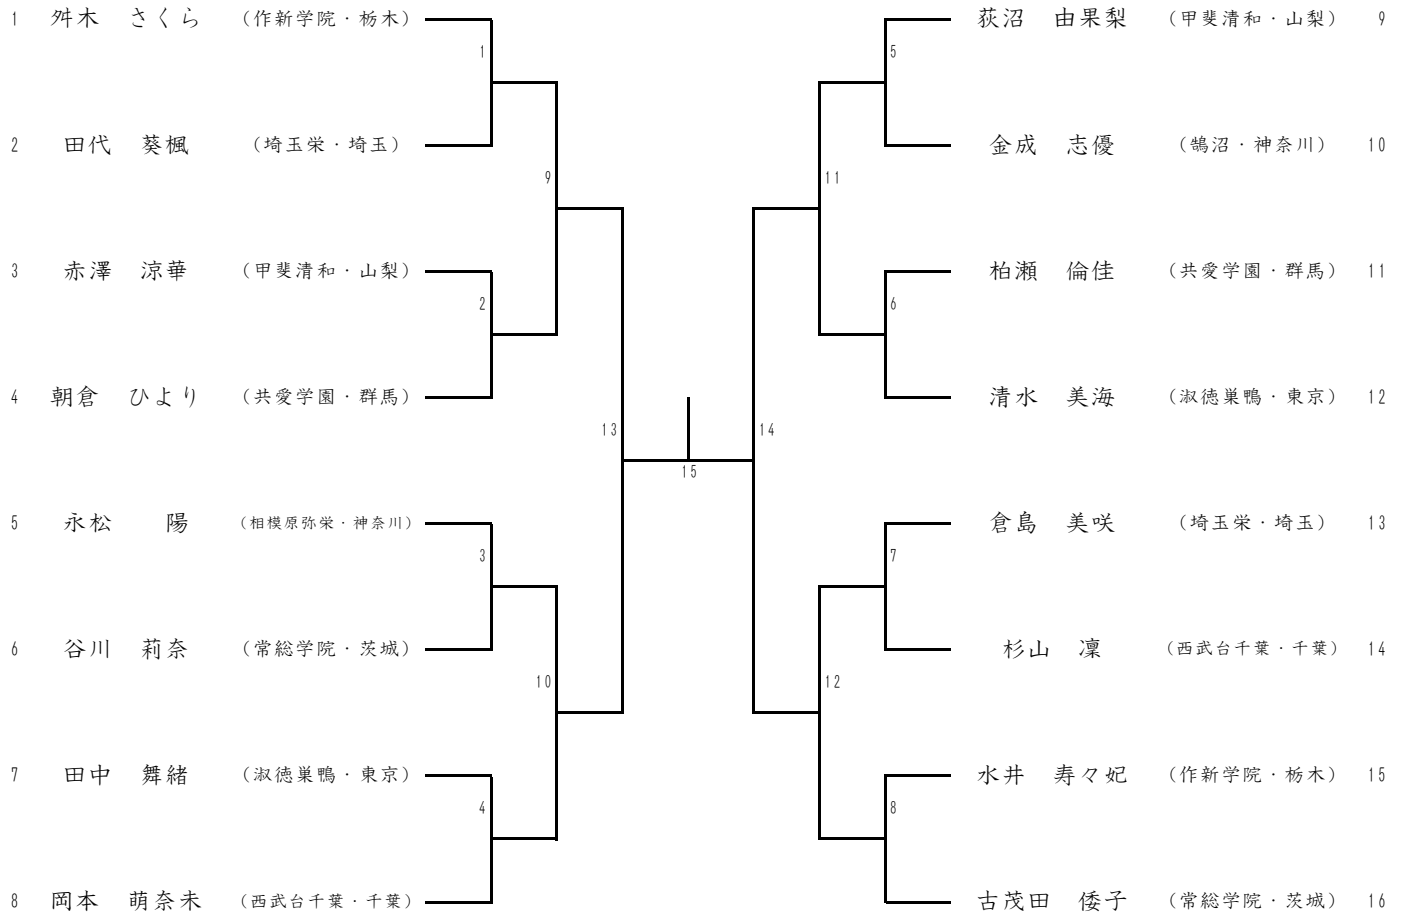 1 舛木 さくら (作新学院・栃木)
1
2 田代 葵楓 (埼玉栄・埼玉)
9
3 赤澤 涼華 (甲斐清和・山梨)
2
4 朝倉 ひより (共愛学園・群馬)
13
5 永松 陽 (相模原弥栄・神奈川)
3
6 谷川 莉奈 (常総学院・茨城)
10
7 田中 舞緒 (淑徳巣鴨・東京)
4
8 岡本 萌奈未 (西武台千葉・千葉)
15
荻沼 由果梨 (甲斐清和・山梨) 9
5
金成 志優 (鵠沼・神奈川) 10
11
柏瀬 倫佳 (共愛学園・群馬) 11
6
清水 美海 (淑徳巣鴨・東京) 12
14
倉島 美咲 (埼玉栄・埼玉) 13
7
杉山 凜 (西武台千葉・千葉) 14
12
水井 寿々妃 (作新学院・栃木) 15
8
古茂田 倭子 (常総学院・茨城) 16